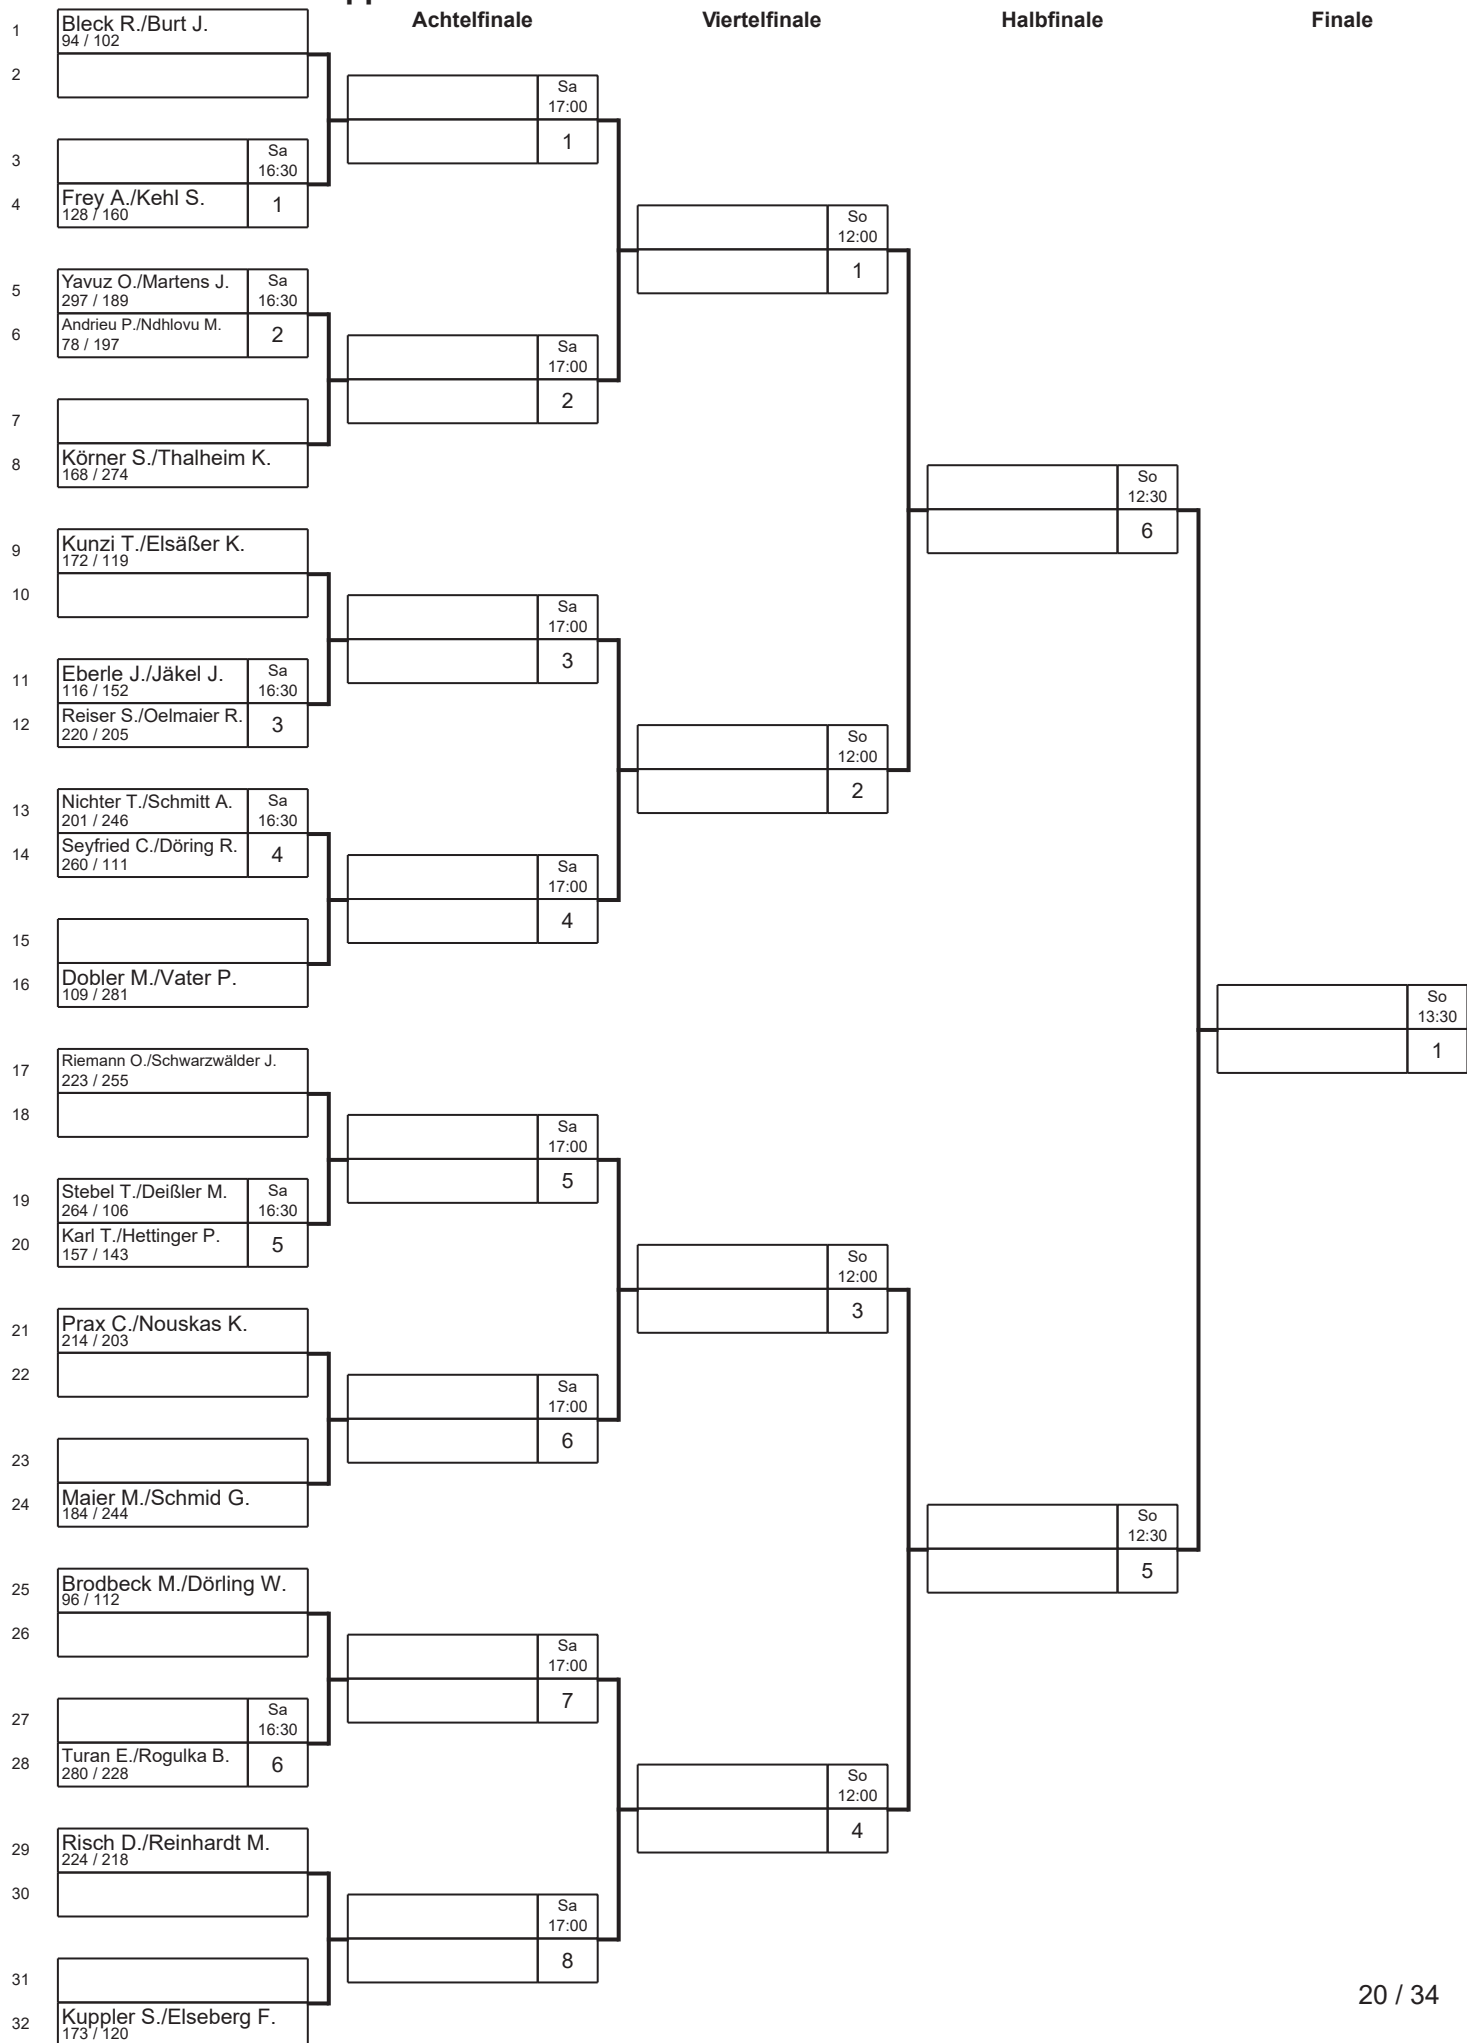 Achtelfinale Viertelfinale Halbfinale Finale
1 Bleck R./Burt J.
94 / 102
2
Sa
17:00
1
3 Sa
16:30
4 Frey A./Kehl S. 1
128 / 160
So
12:00
1
5 Yavuz O./Martens J. Sa
297 / 189 16:30
6 Andrieu P./Ndhlovu M. 2
78 / 197
Sa
17:00
2
7
8 Körner S./Thalheim K.
168 / 274
So
12:30
6
9 Kunzi T./Elsäßer K.
172 / 119
10
Sa
17:00
3
11 Eberle J./Jäkel J. Sa
116 / 152 16:30
12 Reiser S./Oelmaier R. 3
220 / 205
So
12:00
2
13 Nichter T./Schmitt A. Sa
201 / 246 16:30
14 Seyfried C./Döring R. 4
260 / 111
Sa
17:00
4
15
16 Dobler M./Vater P.
109 / 281
So
13:30
1
17 Riemann O./Schwarzwälder J.
223 / 255
18
Sa
17:00
5
19 Stebel T./Deißler M. Sa
264 / 106 16:30
20 Karl T./Hettinger P. 5
157 / 143
So
12:00
3
21 Prax C./Nouskas K.
214 / 203
22
Sa
17:00
6
23
24 Maier M./Schmid G.
184 / 244
So
12:30
5
25 Brodbeck M./Dörling W.
96 / 112
26
Sa
17:00
7
27 Sa
16:30
28 Turan E./Rogulka B. 6
280 / 228
So
12:00
4
29 Risch D./Reinhardt M.
224 / 218
30
Sa
17:00
8
31
32 Kuppler S./Elseberg F.
173 / 120
20 / 34